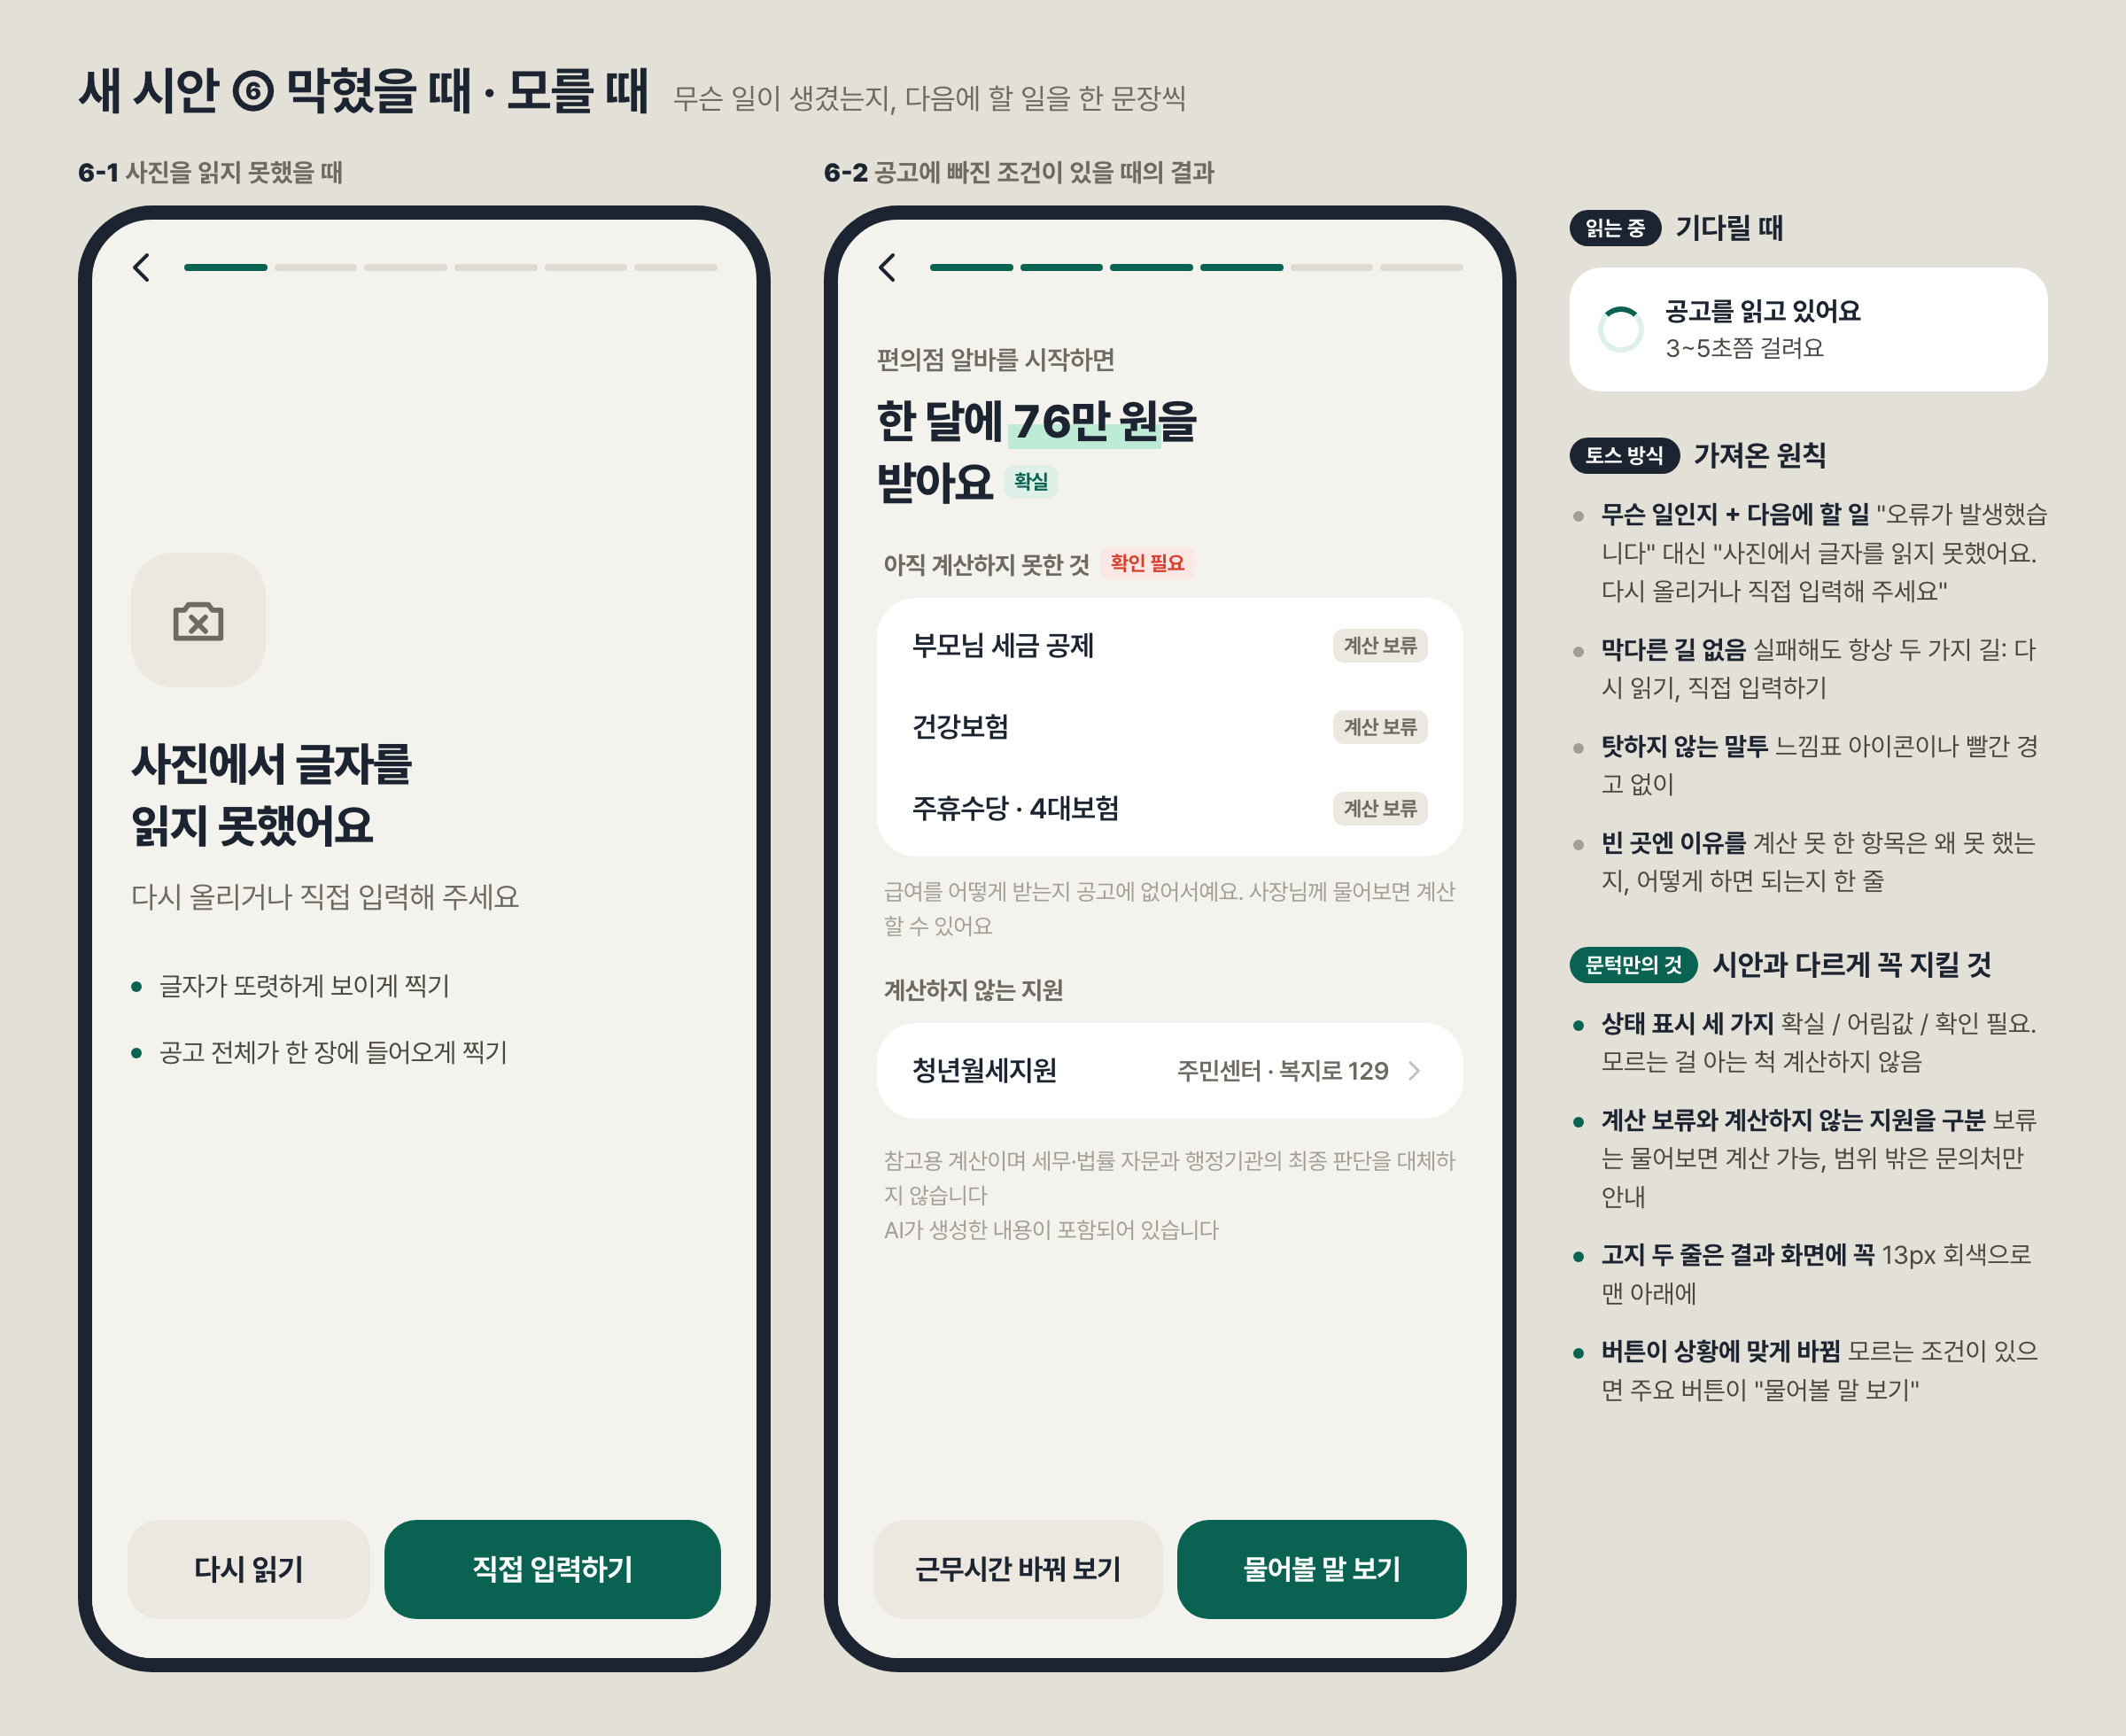 새 시안 ⑥ 막혔을 때 · 모를 때 무슨 일이 생겼는지, 다음에 할 일을 한 문장씩
6-1 사진을 읽지 못했을 때
사진에서 글자를
읽지 못했어요
다시 올리거나 직접 입력해 주세요
글자가 또렷하게 보이게 찍기
공고 전체가 한 장에 들어오게 찍기
다시 읽기
직접 입력하기
6-2 공고에 빠진 조건이 있을 때의 결과
편의점 알바를 시작하면
한 달에 76만 원을
받아요 확실
아직 계산하지 못한 것 확인 필요
부모님 세금 공제 계산 보류
건강보험 계산 보류
주휴수당 · 4대보험 계산 보류
급여를 어떻게 받는지 공고에 없어서예요. 사장님께 물어보면 계산
할 수 있어요
계산하지 않는 지원
청년월세지원 주민센터 · 복지로 129
참고용 계산이며 세무·법률 자문과 행정기관의 최종 판단을 대체하
지 않습니다
AI가 생성한 내용이 포함되어 있습니다
근무시간 바꿔 보기
물어볼 말 보기
읽는 중 기다릴 때
공고를 읽고 있어요
3~5초쯤 걸려요
토스 방식 가져온 원칙
무슨 일인지 + 다음에 할 일 "오류가 발생했습
니다" 대신 "사진에서 글자를 읽지 못했어요.
다시 올리거나 직접 입력해 주세요"
막다른 길 없음 실패해도 항상 두 가지 길: 다
시 읽기, 직접 입력하기
탓하지 않는 말투 느낌표 아이콘이나 빨간 경
고 없이
빈 곳엔 이유를 계산 못 한 항목은 왜 못 했는
지, 어떻게 하면 되는지 한 줄
문턱만의 것 시안과 다르게 꼭 지킬 것
상태 표시 세 가지 확실 / 어림값 / 확인 필요.
모르는 걸 아는 척 계산하지 않음
계산 보류와 계산하지 않는 지원을 구분 보류
는 물어보면 계산 가능, 범위 밖은 문의처만
안내
고지 두 줄은 결과 화면에 꼭 13px 회색으로
맨 아래에
버튼이 상황에 맞게 바뀜 모르는 조건이 있으
면 주요 버튼이 "물어볼 말 보기"